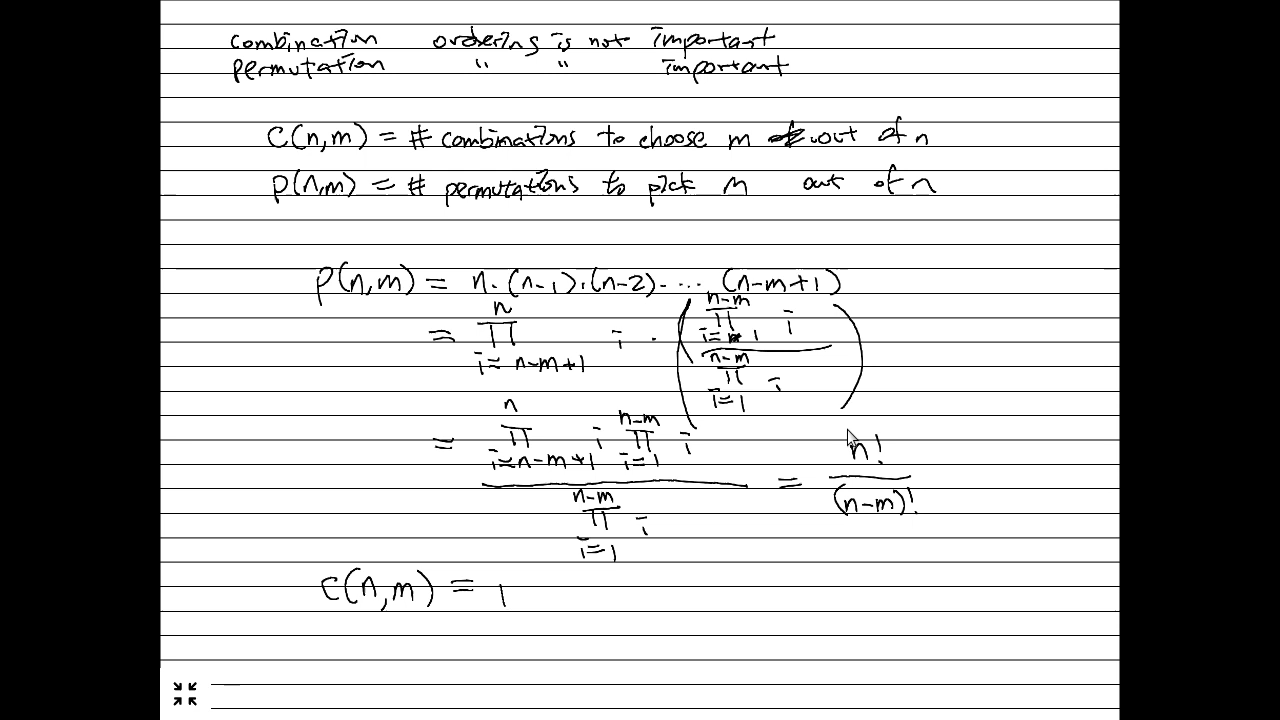 combination ordering is not important
permutation " " important
C(n,m) = # combinations to choose m out of n
P(n,m) = # permutations to pick m out of n
P(n,m) = n·(n-1)·(n-2)·...(n-m+1)
= ∏_{i=n-m+1}^{n} i · (∏_{i=1}^{n-m} i / ∏_{i=1}^{n-m} i)
= (∏_{i=n-m+1}^{n} i ∏_{i=1}^{n-m} i) / (∏_{i=1}^{n-m} i) = n! / (n-m)!
C(n,m) = 1